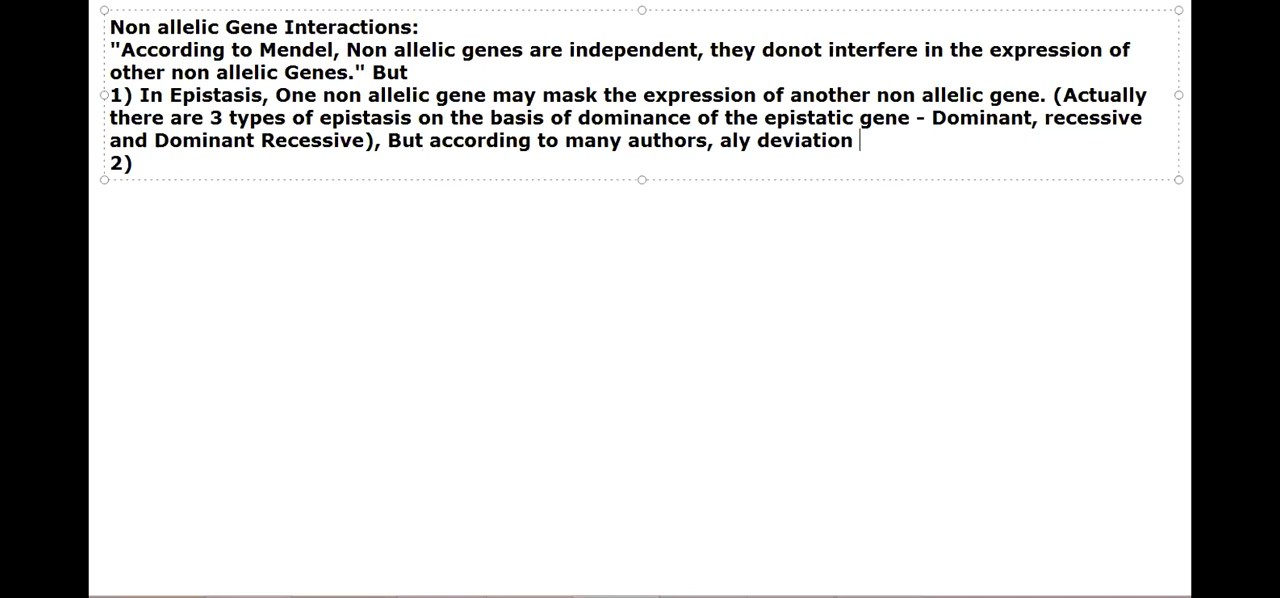 Non allelic Gene Interactions:
"According to Mendel, Non allelic genes are independent, they donot interfere in the expression of
other non allelic Genes." But
1) In Epistasis, One non allelic gene may mask the expression of another non allelic gene. (Actually
there are 3 types of epistasis on the basis of dominance of the epistatic gene - Dominant, recessive
and Dominant Recessive), But according to many authors, aly deviation
2)